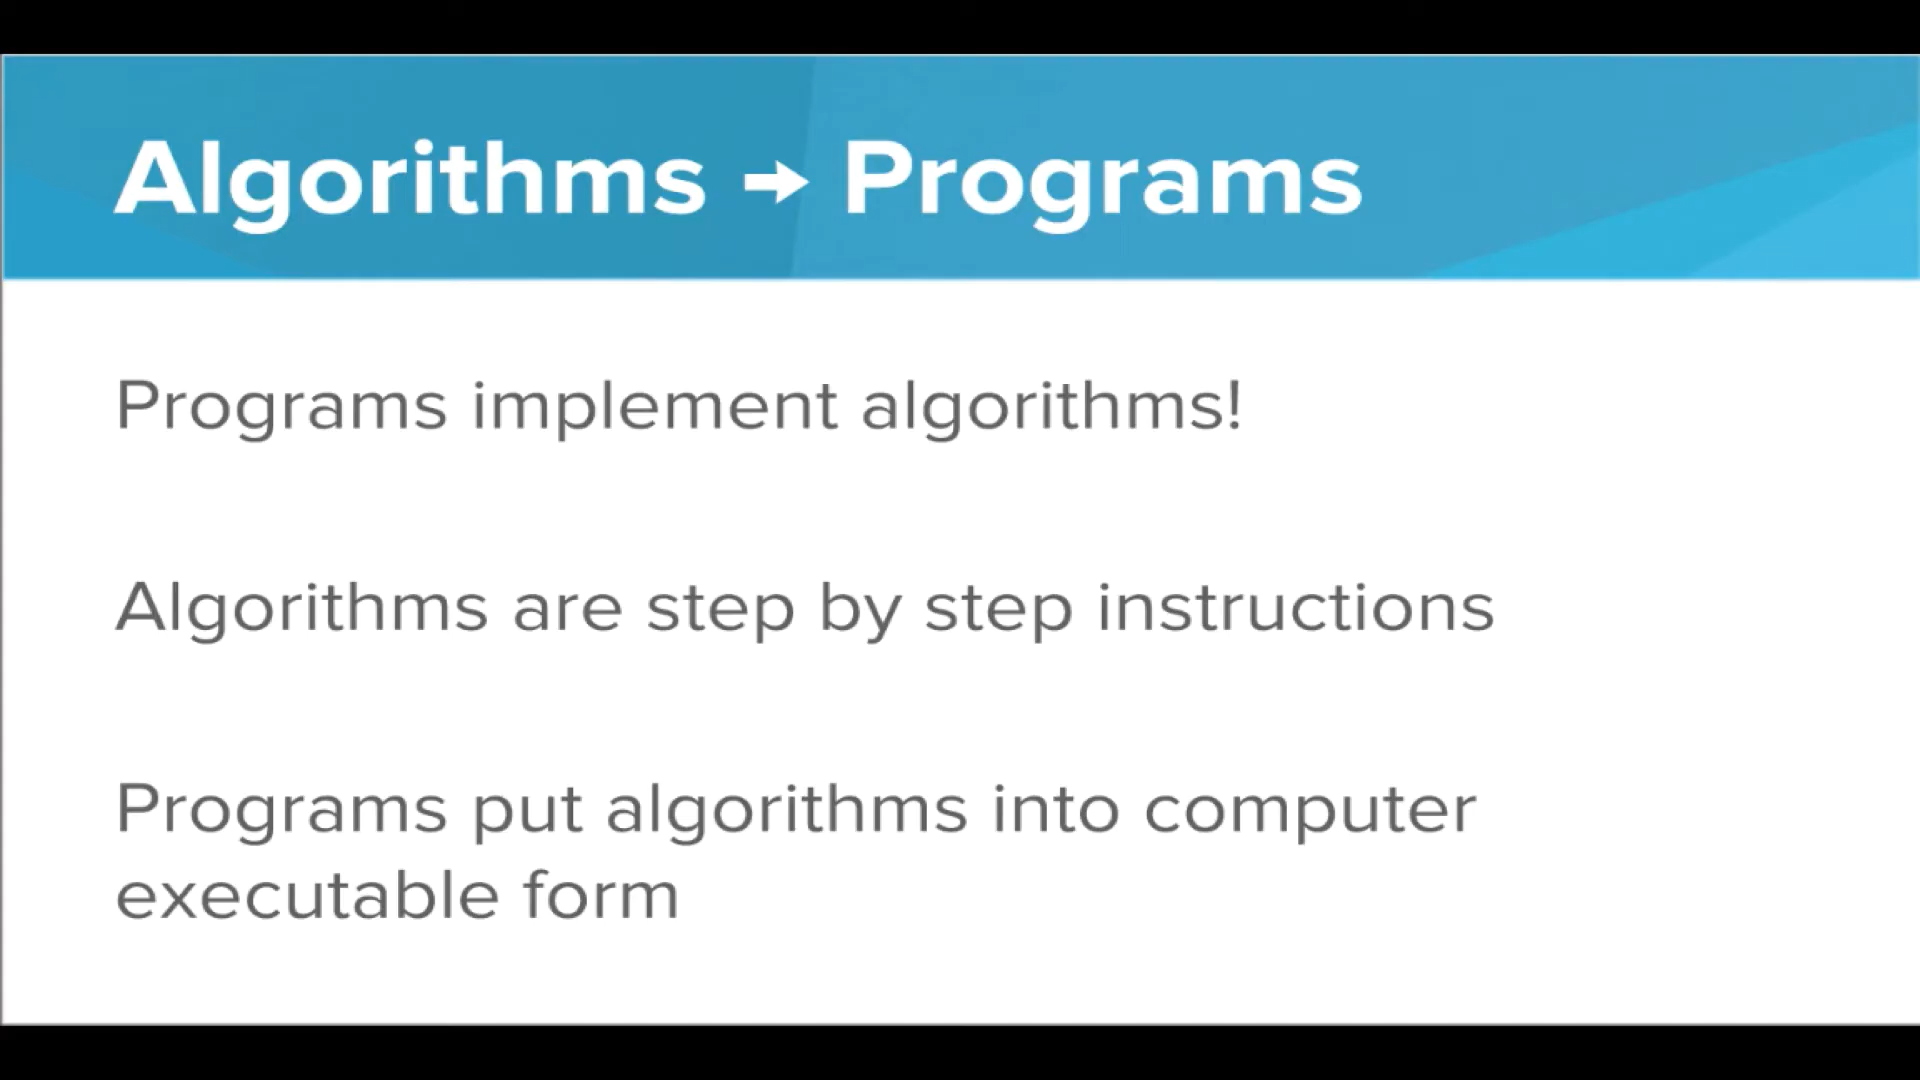 Algorithms → Programs
Programs implement algorithms!
Algorithms are step by step instructions
Programs put algorithms into computer
executable form